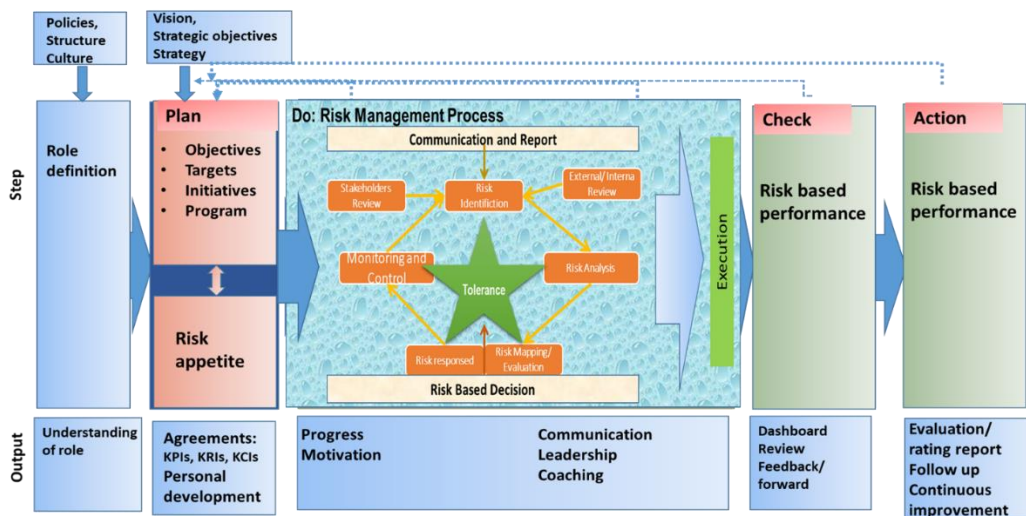 Policies,
Structure
Culture
Vision,
Strategic objectives
Strategy
Step
Role
definition
Plan
• Objectives
• Targets
• Initiatives
• Program
Risk
appetite
Do: Risk Management Process
Communication and Report
Stakeholders
Review
Risk
Identifiction
External/ Interna
Review
Monitoring and
Control
Tolerance
Risk Analysis
Risk responsed
Risk Mapping/
Evaluation
Risk Based Decision
Execution
Check
Risk based
performance
Action
Risk based
performance
Output
Understanding
of role
Agreements:
KPIs, KRIs, KCIs
Personal
development
Progress
Motivation
Communication
Leadership
Coaching
Dashboard
Review
Feedback/
forward
Evaluation/
rating report
Follow up
Continuous
improvement